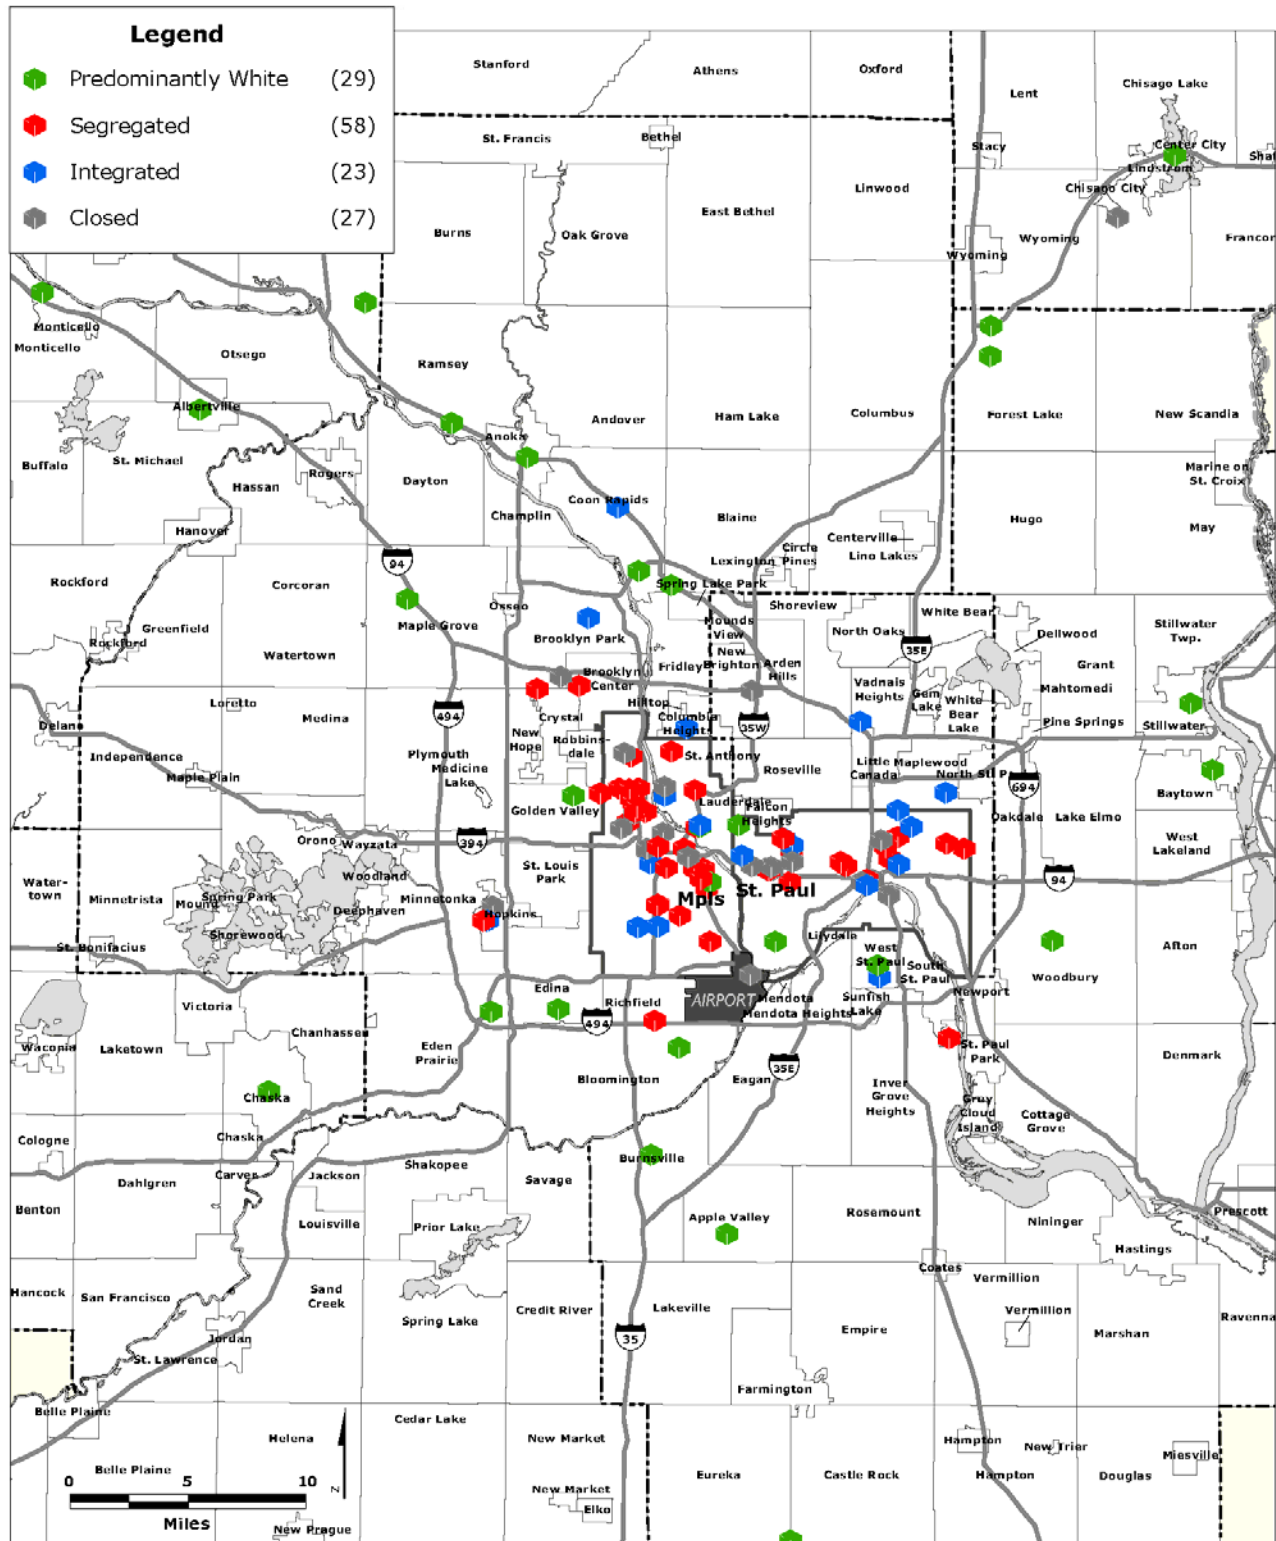 Legend
Predominantly White (29)
Segregated (58)
Integrated (23)
Closed (27)
Stanford
Athens
Oxford
Lent
Chisago Lake
St. Francis
Bethel
Stacy
Center City
Lindstrom
Chisago City
Linwood
East Bethel
Burns
Oak Grove
Wyoming
Wyoming
Monticello
Monticello
Otsego
Ramsey
Albertville
Anoka
Andover
Ham Lake
Columbus
Forest Lake
New Scandia
Buffalo
St. Michael
Rogers
Hassan
Dayton
Marine on
St. Croix
Coon Rapids
Champlin
Blaine
Hugo
May
Hanover
Centerville
Lino Lakes
Circle
Pines
Lexington
94
Rockford
Corcoran
Spring Lake Park
Osseo
Shoreview
White Bear
Maple Grove
Greenfield
Rockford
Watertown
Brooklyn Park
Mounds
View
North Oaks
35E
Dellwood
Stillwater
Twp.
New
Brighton
Arden
Hills
Fridley
Grant
Brooklyn
Center
Vadnais
Heights
Gem
Lake
White
Bear
Lake
Mahtomedi
Loretto
Medina
494
Crystal
Hilltop
Columbia
Heights
35W
Pine Springs
Stillwater
Delano
Independence
Maple Plain
Plymouth
Medicine
Lake
New
Hope
Robbins-
dale
St. Anthony
Roseville
Little
Canada
Maplewood
North St. P
694
Baytown
Golden Valley
Lauderdale
Falcon
Heights
Oakdale
Lake Elmo
394
Orono
Wayzata
Woodland
St. Louis
Park
West
Lakeland
Water-
town
Minnetrista
Mound
Spring Park
Shorewood
Deephaven
Minnetonka
Hopkins
Mpls
St. Paul
94
St. Bonifacius
Lilydale
West
St. Paul
South
St. Paul
Woodbury
Afton
Victoria
Edina
Richfield
AIRPORT
Mendota
Mendota Heights
Sunfish
Lake
Newport
Waconia
Laketown
Chanhassen
Eden
Prairie
494
St. Paul
Park
Denmark
Bloomington
35E
Eagan
Inver
Grove
Heights
Chaska
Grey
Cloud
Island
Cottage
Grove
Cologne
Chaska
Burnsville
Dahlgren
Carver
Jackson
Shakopee
Savage
Benton
Louisville
Prior Lake
Apple Valley
Rosemount
Nininger
Prescott
Hastings
Hancock
San Francisco
Sand
Creek
Spring Lake
Credit River
Lakeville
Coates
Vermillion
Vermillion
Ravenna
Jordan
St. Lawrence
35
Empire
Marshan
Farmington
Belle Plaine
Cedar Lake
Helena
New Market
Hampton
New Trier
Miesville
Belle Plaine
Eureka
Castle Rock
Hampton
Douglas
0 5 10
Miles
N
New Market
Elko
New Prague